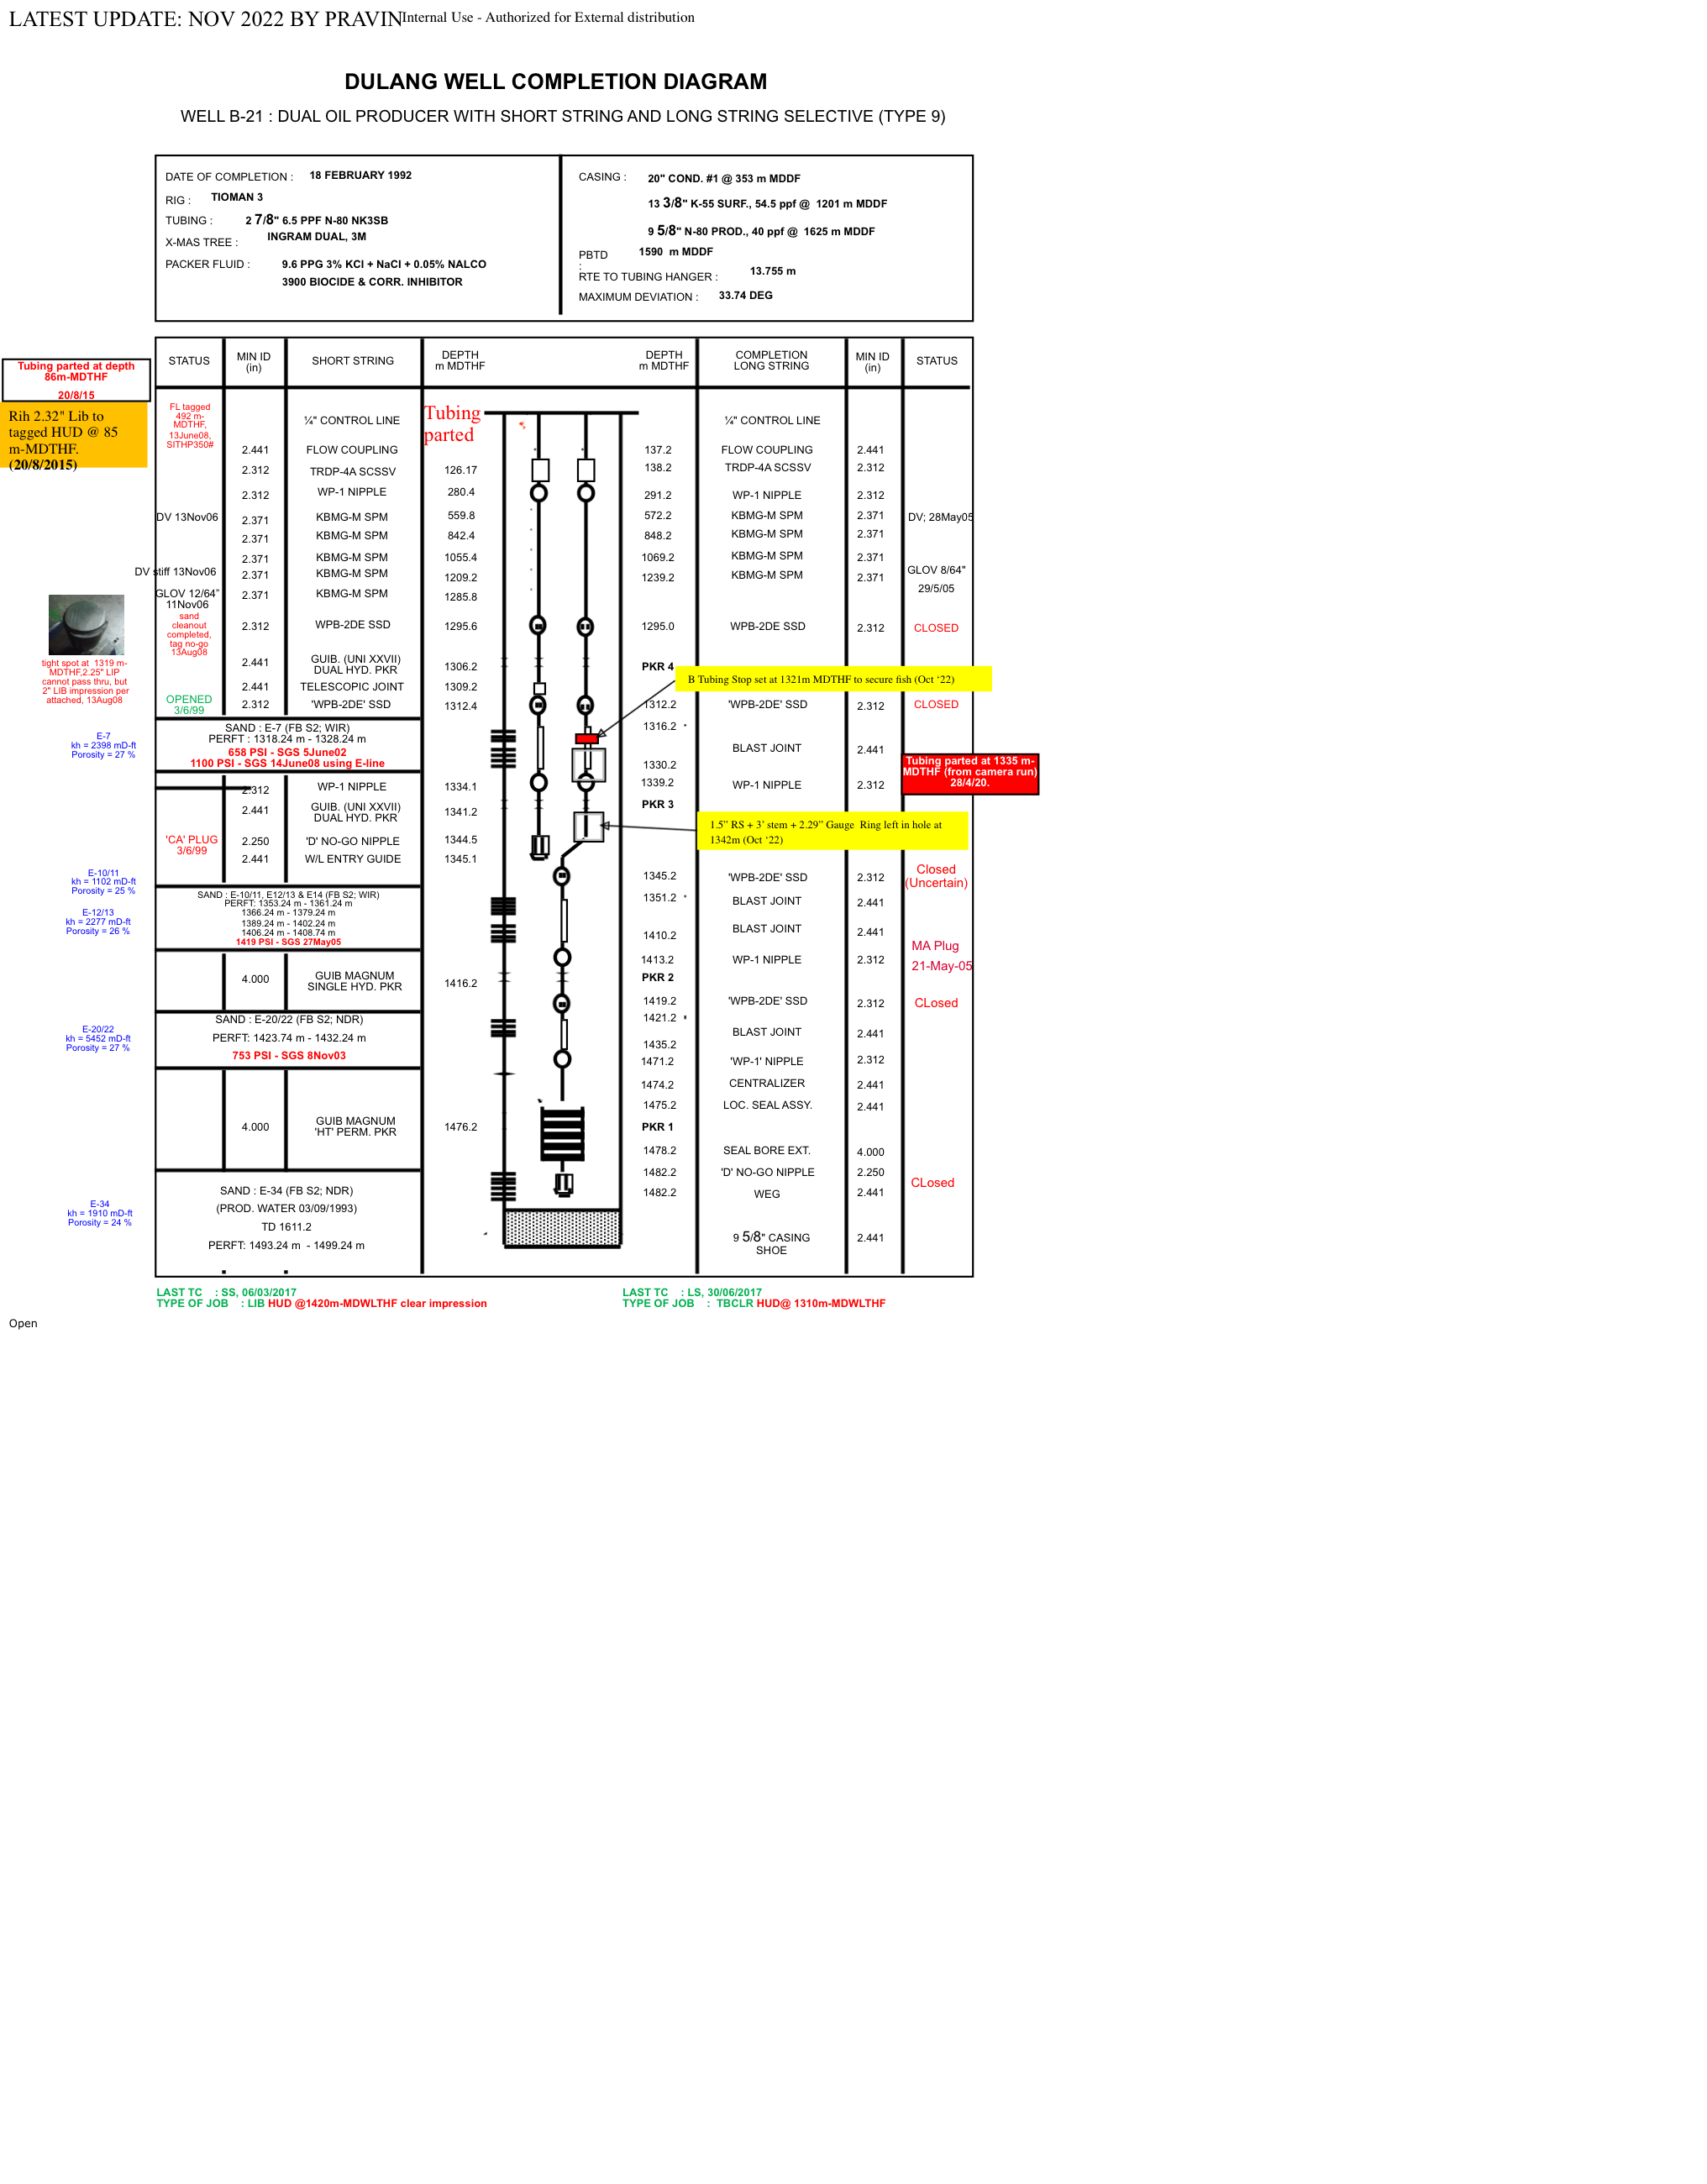 LATEST UPDATE: NOV 2022 BY PRAVIN Internal Use - Authorized for External distribution
DULANG WELL COMPLETION DIAGRAM
WELL B-21 : DUAL OIL PRODUCER WITH SHORT STRING AND LONG STRING SELECTIVE (TYPE 9)
DATE OF COMPLETION : 18 FEBRUARY 1992
RIG : TIOMAN 3
TUBING : 2 7/8" 6.5 PPF N-80 NK3SB
X-MAS TREE : INGRAM DUAL, 3M
PACKER FLUID : 9.6 PPG 3% KCl + NaCl + 0.05% NALCO
3900 BIOCIDE & CORR. INHIBITOR
CASING : 20" COND. #1 @ 353 m MDDF
13 3/8" K-55 SURF., 54.5 ppf @ 1201 m MDDF
9 5/8" N-80 PROD., 40 ppf @ 1625 m MDDF
PBTD : 1590 m MDDF
RTE TO TUBING HANGER : 13.755 m
MAXIMUM DEVIATION : 33.74 DEG
Tubing parted at depth
86m-MDTHF
20/8/15
Rih 2.32" Lib to
tagged HUD @ 85
m-MDTHF.
(20/8/2015)
STATUS MIN ID (in) SHORT STRING DEPTH m MDTHF DEPTH m MDTHF COMPLETION LONG STRING MIN ID (in) STATUS
FL tagged
492 m-
MDTHF,
13June08,
SITHP350#
¼" CONTROL LINE Tubing parted ¼" CONTROL LINE
2.441 FLOW COUPLING 137.2 FLOW COUPLING 2.441
2.312 TRDP-4A SCSSV 126.17 138.2 TRDP-4A SCSSV 2.312
2.312 WP-1 NIPPLE 280.4 291.2 WP-1 NIPPLE 2.312
DV 13Nov06 2.371 KBMG-M SPM 559.8 572.2 KBMG-M SPM 2.371 DV; 28May05
2.371 KBMG-M SPM 842.4 848.2 KBMG-M SPM 2.371
2.371 KBMG-M SPM 1055.4 1069.2 KBMG-M SPM 2.371
DV stiff 13Nov06 2.371 KBMG-M SPM 1209.2 1239.2 KBMG-M SPM 2.371 GLOV 8/64"
29/5/05
GLOV 12/64" 2.371 KBMG-M SPM 1285.8
11Nov06
sand
cleanout
completed,
tag no-go
13Aug08
2.312 WPB-2DE SSD 1295.6 1295.0 WPB-2DE SSD 2.312 CLOSED
tight spot at 1319 m-
MDTHF,2.25" LIP
cannot pass thru, but
2" LIB impression per
attached, 13Aug08
2.441 GUIB. (UNI XXVII) DUAL HYD. PKR 1306.2 PKR 4
B Tubing Stop set at 1321m MDTHF to secure fish (Oct ‘22)
2.441 TELESCOPIC JOINT 1309.2
OPENED 3/6/99 2.312 'WPB-2DE' SSD 1312.4 1312.2 'WPB-2DE' SSD 2.312 CLOSED
E-7
kh = 2398 mD-ft
Porosity = 27 %
SAND : E-7 (FB S2; WIR)
PERFT : 1318.24 m - 1328.24 m
658 PSI - SGS 5June02
1100 PSI - SGS 14June08 using E-line
1316.2
BLAST JOINT 2.441
1330.2
Tubing parted at 1335 m-
MDTHF (from camera run)
28/4/20.
2.312 WP-1 NIPPLE 1334.1 1339.2 WP-1 NIPPLE 2.312
2.441 GUIB. (UNI XXVII) DUAL HYD. PKR 1341.2 PKR 3
1.5” RS + 3’ stem + 2.29” Gauge Ring left in hole at
1342m (Oct ‘22)
'CA' PLUG 3/6/99 2.250 'D' NO-GO NIPPLE 1344.5
2.441 W/L ENTRY GUIDE 1345.1
E-10/11
kh = 1102 mD-ft
Porosity = 25 %
1345.2 'WPB-2DE' SSD 2.312 Closed (Uncertain)
E-12/13
kh = 2277 mD-ft
Porosity = 26 %
SAND : E-10/11, E12/13 & E14 (FB S2; WIR)
PERFT: 1353.24 m - 1361.24 m
1366.24 m - 1379.24 m
1389.24 m - 1402.24 m
1406.24 m - 1408.74 m
1419 PSI - SGS 27May05
1351.2 BLAST JOINT 2.441
1410.2 BLAST JOINT 2.441
MA Plug
21-May-05
1413.2 WP-1 NIPPLE 2.312
4.000 GUIB MAGNUM SINGLE HYD. PKR 1416.2 PKR 2
1419.2 'WPB-2DE' SSD 2.312 CLosed
E-20/22
kh = 5452 mD-ft
Porosity = 27 %
SAND : E-20/22 (FB S2; NDR)
PERFT: 1423.74 m - 1432.24 m
753 PSI - SGS 8Nov03
1421.2
BLAST JOINT 2.441
1435.2
1471.2 'WP-1' NIPPLE 2.312
1474.2 CENTRALIZER 2.441
1475.2 LOC. SEAL ASSY. 2.441
4.000 GUIB MAGNUM 'HT' PERM. PKR 1476.2 PKR 1
1478.2 SEAL BORE EXT. 4.000
1482.2 'D' NO-GO NIPPLE 2.250
CLosed
1482.2 WEG 2.441
E-34
kh = 1910 mD-ft
Porosity = 24 %
SAND : E-34 (FB S2; NDR)
(PROD. WATER 03/09/1993)
TD 1611.2
PERFT: 1493.24 m - 1499.24 m
9 5/8" CASING SHOE 2.441
LAST TC : SS, 06/03/2017
TYPE OF JOB : LIB HUD @1420m-MDWLTHF clear impression
LAST TC : LS, 30/06/2017
TYPE OF JOB : TBCLR HUD@ 1310m-MDWLTHF
Open